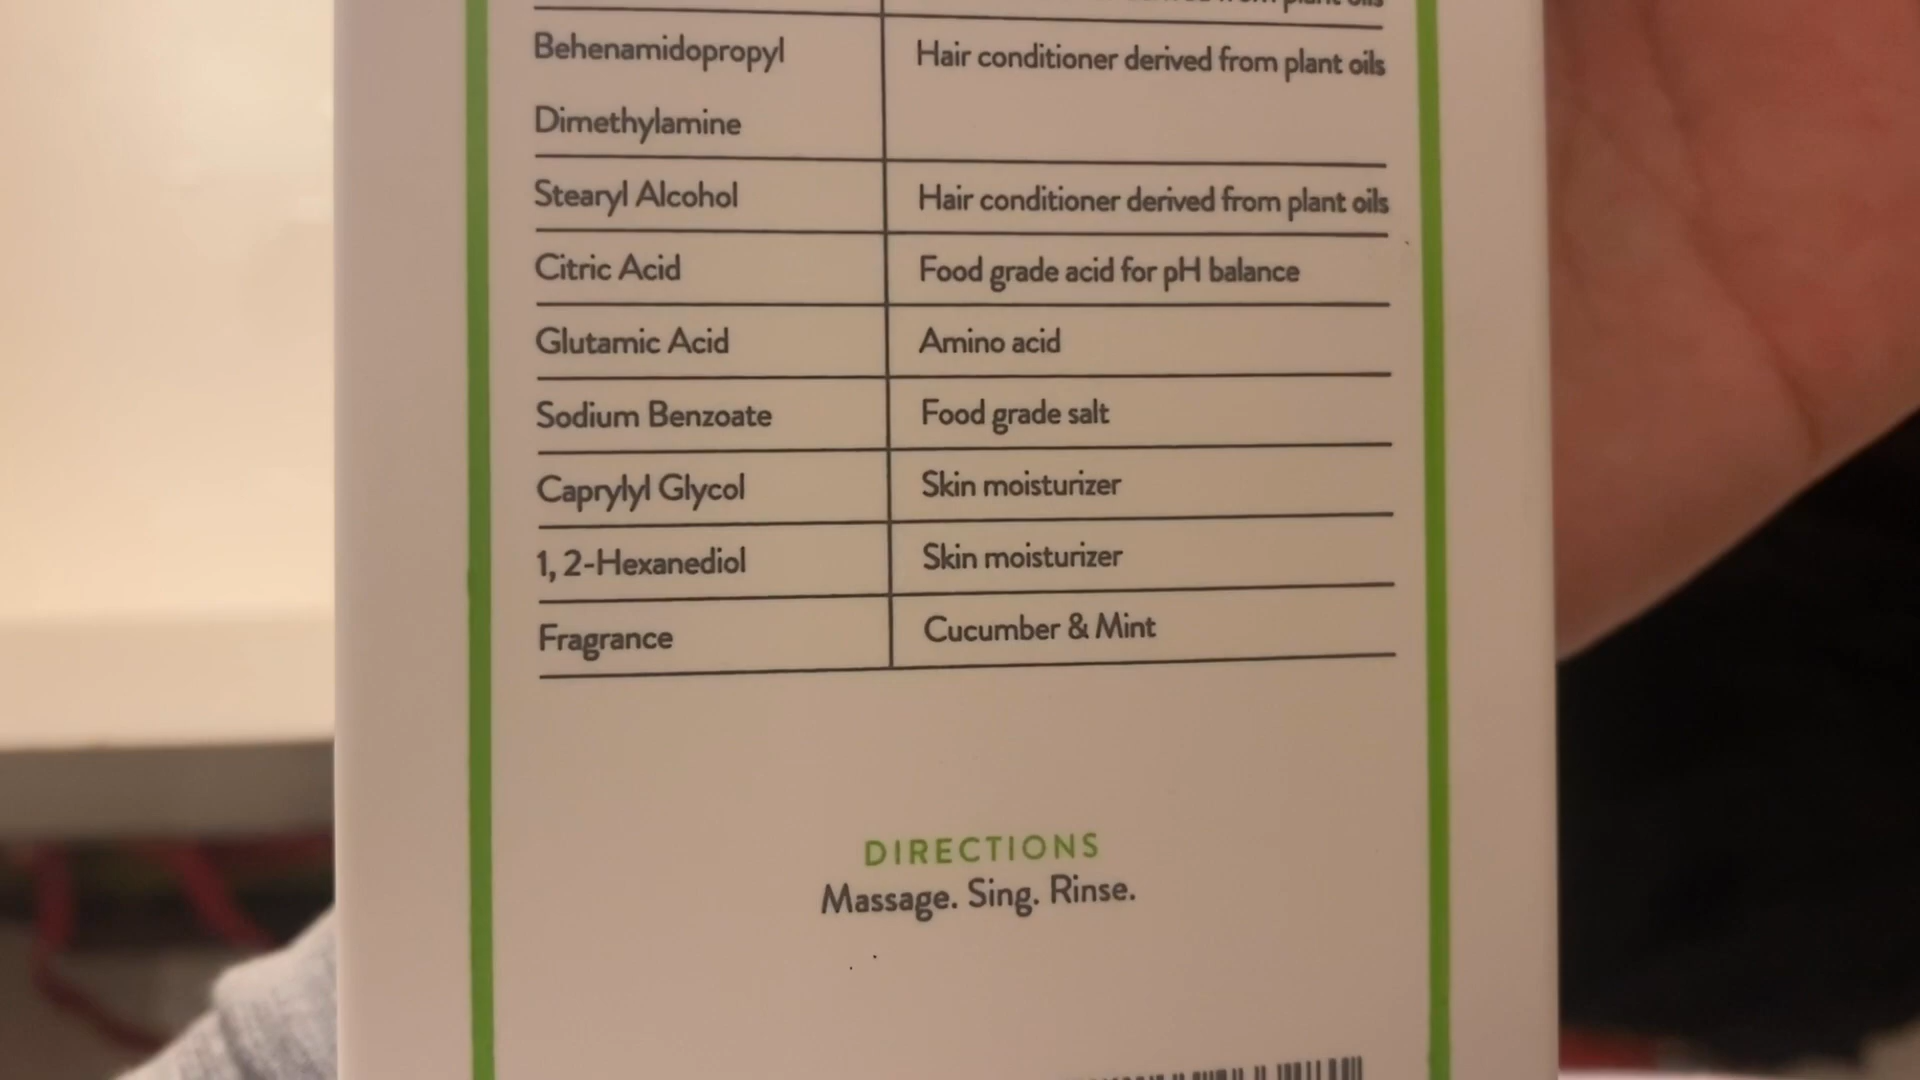 plant oils
Behenamidopropyl Hair conditioner derived from plant oils
Dimethylamine
Stearyl Alcohol Hair conditioner derived from plant oils
Citric Acid Food grade acid for pH balance
Glutamic Acid Amino acid
Sodium Benzoate Food grade salt
Caprylyl Glycol Skin moisturizer
1, 2-Hexanediol Skin moisturizer
Fragrance Cucumber & Mint
DIRECTIONS
Massage. Sing. Rinse.